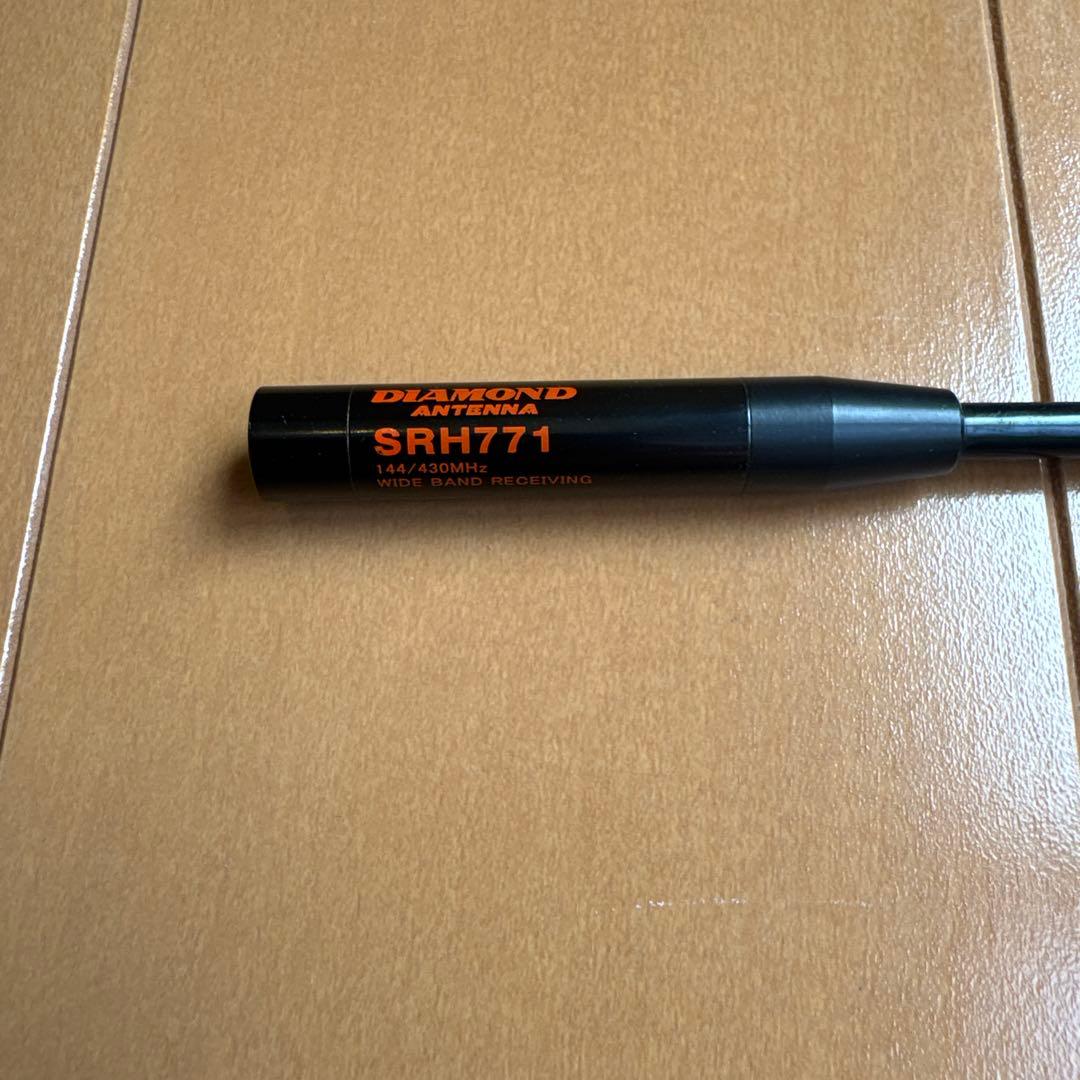 DIAMOND
ANTENNA
SRH771
144/430MHz
WIDE BAND RECEIVING